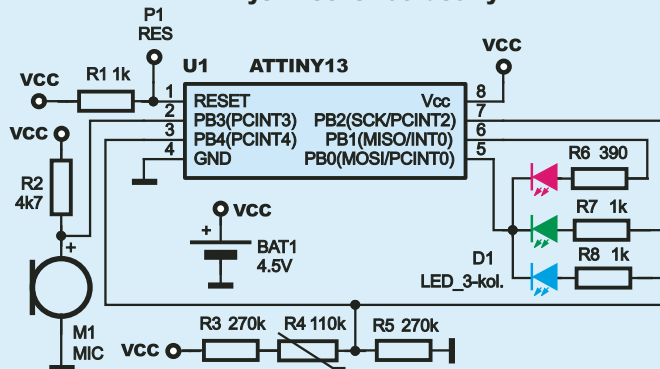 P1
RES
VCC
U1 ATTINY13
VCC
R1 1k
1 RESET
2 PB3(PCINT3)
3 PB4(PCINT4)
4 GND
Vcc 8
PB2(SCK/PCINT2) 7
PB1(MISO/INT0) 6
PB0(MOSI/PCINT0) 5
VCC
R2
4k7
+
M1
MIC
VCC
+
BAT1
4.5V
R6 390
R7 1k
R8 1k
D1
LED_3-kol.
VCC
R3 270k
R4 110k
R5 270k